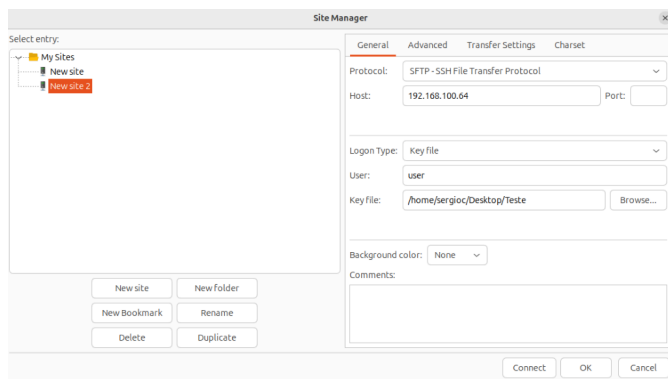 Site Manager
Select entry:
My Sites
New site
New site 2
New site
New folder
New Bookmark
Rename
Delete
Duplicate
General Advanced Transfer Settings Charset
Protocol: SFTP - SSH File Transfer Protocol
Host: 192.168.100.64 Port:
Logon Type: Key file
User: user
Key file: /home/sergioc/Desktop/Teste Browse...
Background color: None
Comments:
Connect OK Cancel